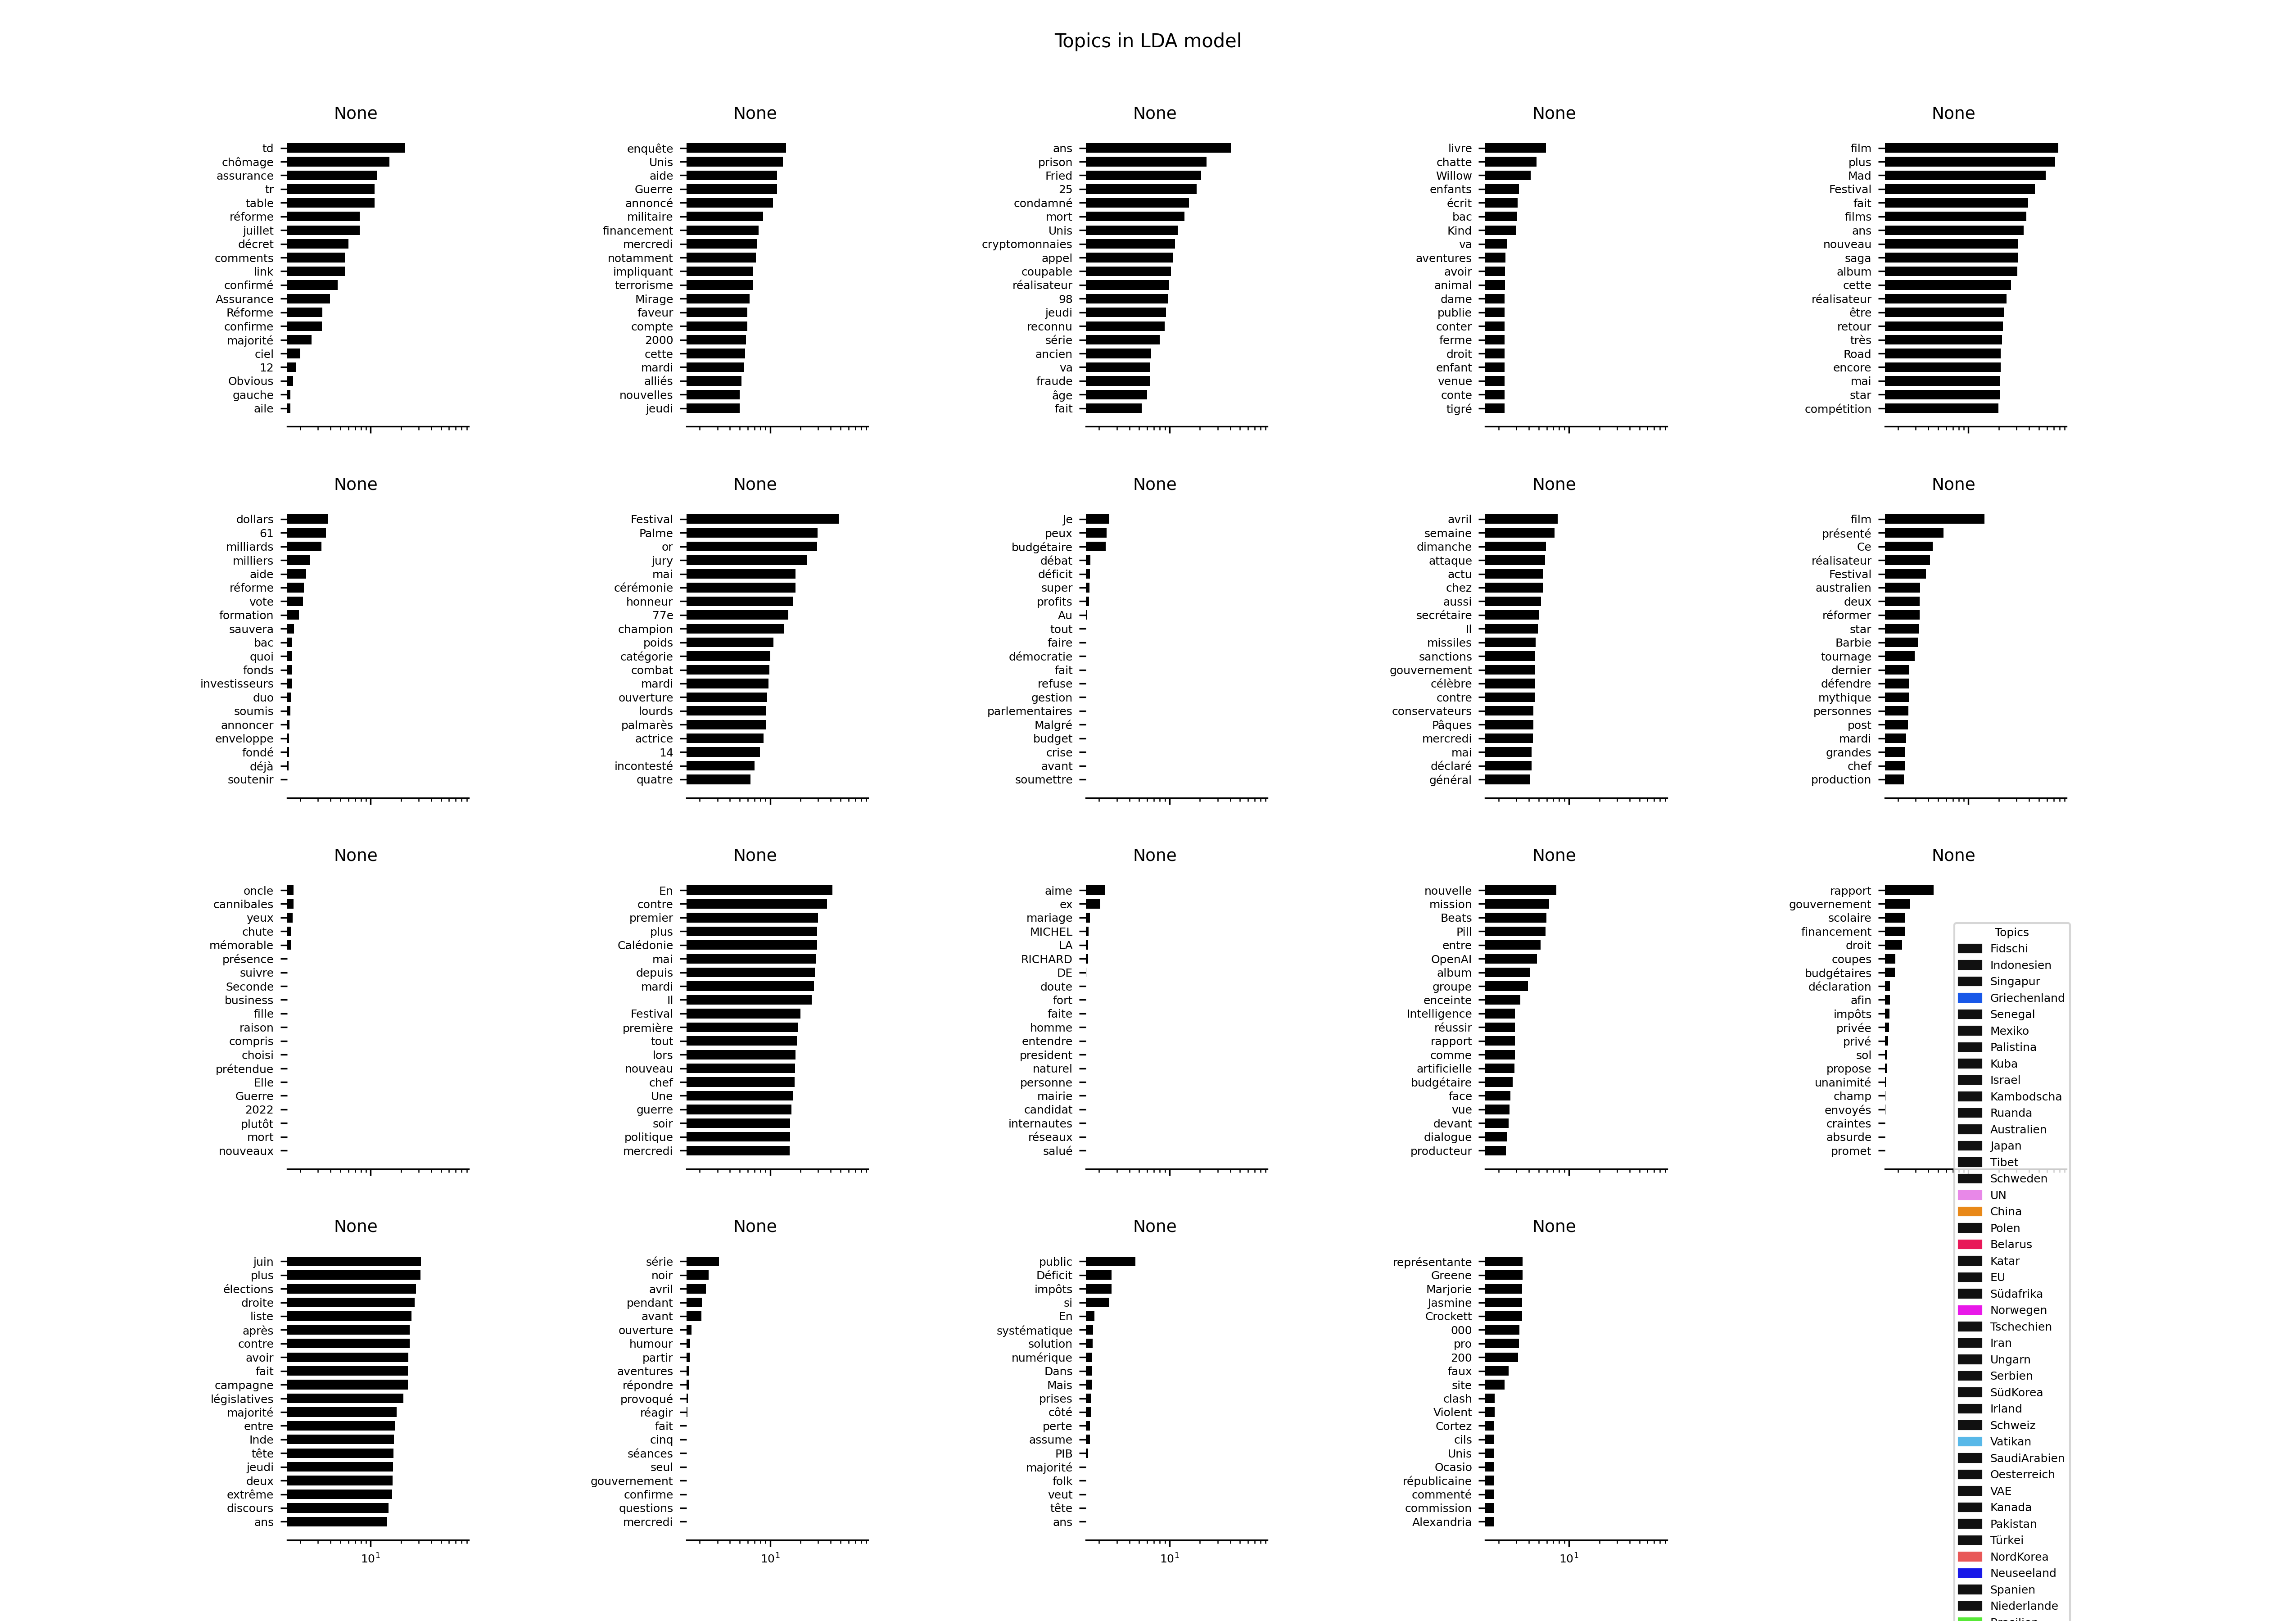 Topics in LDA model
None
td
chômage
assurance
tr
table
réforme
juillet
décret
comments
link
confirmé
Assurance
Réforme
confirme
majorité
ciel
12
Obvious
gauche
aile
None
enquête
Unis
aide
Guerre
annoncé
militaire
financement
mercredi
notamment
impliquant
terrorisme
Mirage
faveur
compte
2000
cette
mardi
alliés
nouvelles
jeudi
None
ans
prison
Fried
25
condamné
mort
Unis
cryptomonnaies
appel
coupable
réalisateur
98
jeudi
reconnu
série
ancien
va
fraude
âge
fait
None
livre
chatte
Willow
enfants
écrit
bac
Kind
va
aventures
avoir
animal
dame
publie
conter
ferme
droit
enfant
venue
conte
tigré
None
film
plus
Mad
Festival
fait
films
ans
nouveau
saga
album
cette
réalisateur
être
retour
très
Road
encore
mai
star
compétition
None
dollars
61
milliards
milliers
aide
réforme
vote
formation
sauvera
bac
quoi
fonds
investisseurs
duo
soumis
annoncer
enveloppe
fondé
déjà
soutenir
None
Festival
Palme
or
jury
mai
cérémonie
honneur
77e
champion
poids
catégorie
combat
mardi
ouverture
lourds
palmarès
actrice
14
incontesté
quatre
None
Je
peux
budgétaire
débat
déficit
super
profits
Au
tout
faire
démocratie
fait
refuse
gestion
parlementaires
Malgré
budget
crise
avant
soumettre
None
avril
semaine
dimanche
attaque
actu
chez
aussi
secrétaire
Il
missiles
sanctions
gouvernement
célèbre
contre
conservateurs
Pâques
mercredi
mai
déclaré
général
None
film
présenté
Ce
réalisateur
Festival
australien
deux
réformer
star
Barbie
tournage
dernier
défendre
mythique
personnes
post
mardi
grandes
chef
production
None
oncle
cannibales
yeux
chute
mémorable
présence
suivre
Seconde
business
fille
raison
compris
choisi
prétendue
Elle
Guerre
2022
plutôt
mort
nouveaux
None
En
contre
premier
plus
Calédonie
mai
depuis
mardi
Il
Festival
première
tout
lors
nouveau
chef
Une
guerre
soir
politique
mercredi
None
aime
ex
mariage
MICHEL
LA
RICHARD
DE
doute
fort
faite
homme
entendre
president
naturel
personne
mairie
candidat
internautes
réseaux
salué
None
nouvelle
mission
Beats
Pill
entre
OpenAI
album
groupe
enceinte
Intelligence
réussir
rapport
comme
artificielle
budgétaire
face
vue
devant
dialogue
producteur
None
rapport
gouvernement
scolaire
financement
droit
coupes
budgétaires
déclaration
afin
impôts
privée
privé
sol
propose
unanimité
champ
envoyés
craintes
absurde
promet
None
juin
plus
élections
droite
liste
après
contre
avoir
fait
campagne
législatives
majorité
entre
Inde
tête
jeudi
deux
extrême
discours
ans
10¹
None
série
noir
avril
pendant
avant
ouverture
humour
partir
aventures
répondre
provoqué
réagir
fait
cinq
séances
seul
gouvernement
confirme
questions
mercredi
10¹
None
public
Déficit
impôts
si
En
systématique
solution
numérique
Dans
Mais
prises
côté
perte
assume
PIB
majorité
folk
veut
tête
ans
10¹
None
représentante
Greene
Marjorie
Jasmine
Crockett
000
pro
200
faux
site
clash
Violent
Cortez
cils
Unis
Ocasio
républicaine
commenté
commission
Alexandria
10¹
Topics
Fidschi
Indonesien
Singapur
Griechenland
Senegal
Mexiko
Palistina
Kuba
Israel
Kambodscha
Ruanda
Australien
Japan
Tibet
Schweden
UN
China
Polen
Belarus
Katar
EU
Südafrika
Norwegen
Tschechien
Iran
Ungarn
Serbien
SüdKorea
Irland
Schweiz
Vatikan
SaudiArabien
Oesterreich
VAE
Kanada
Pakistan
Türkei
NordKorea
Neuseeland
Spanien
Niederlande